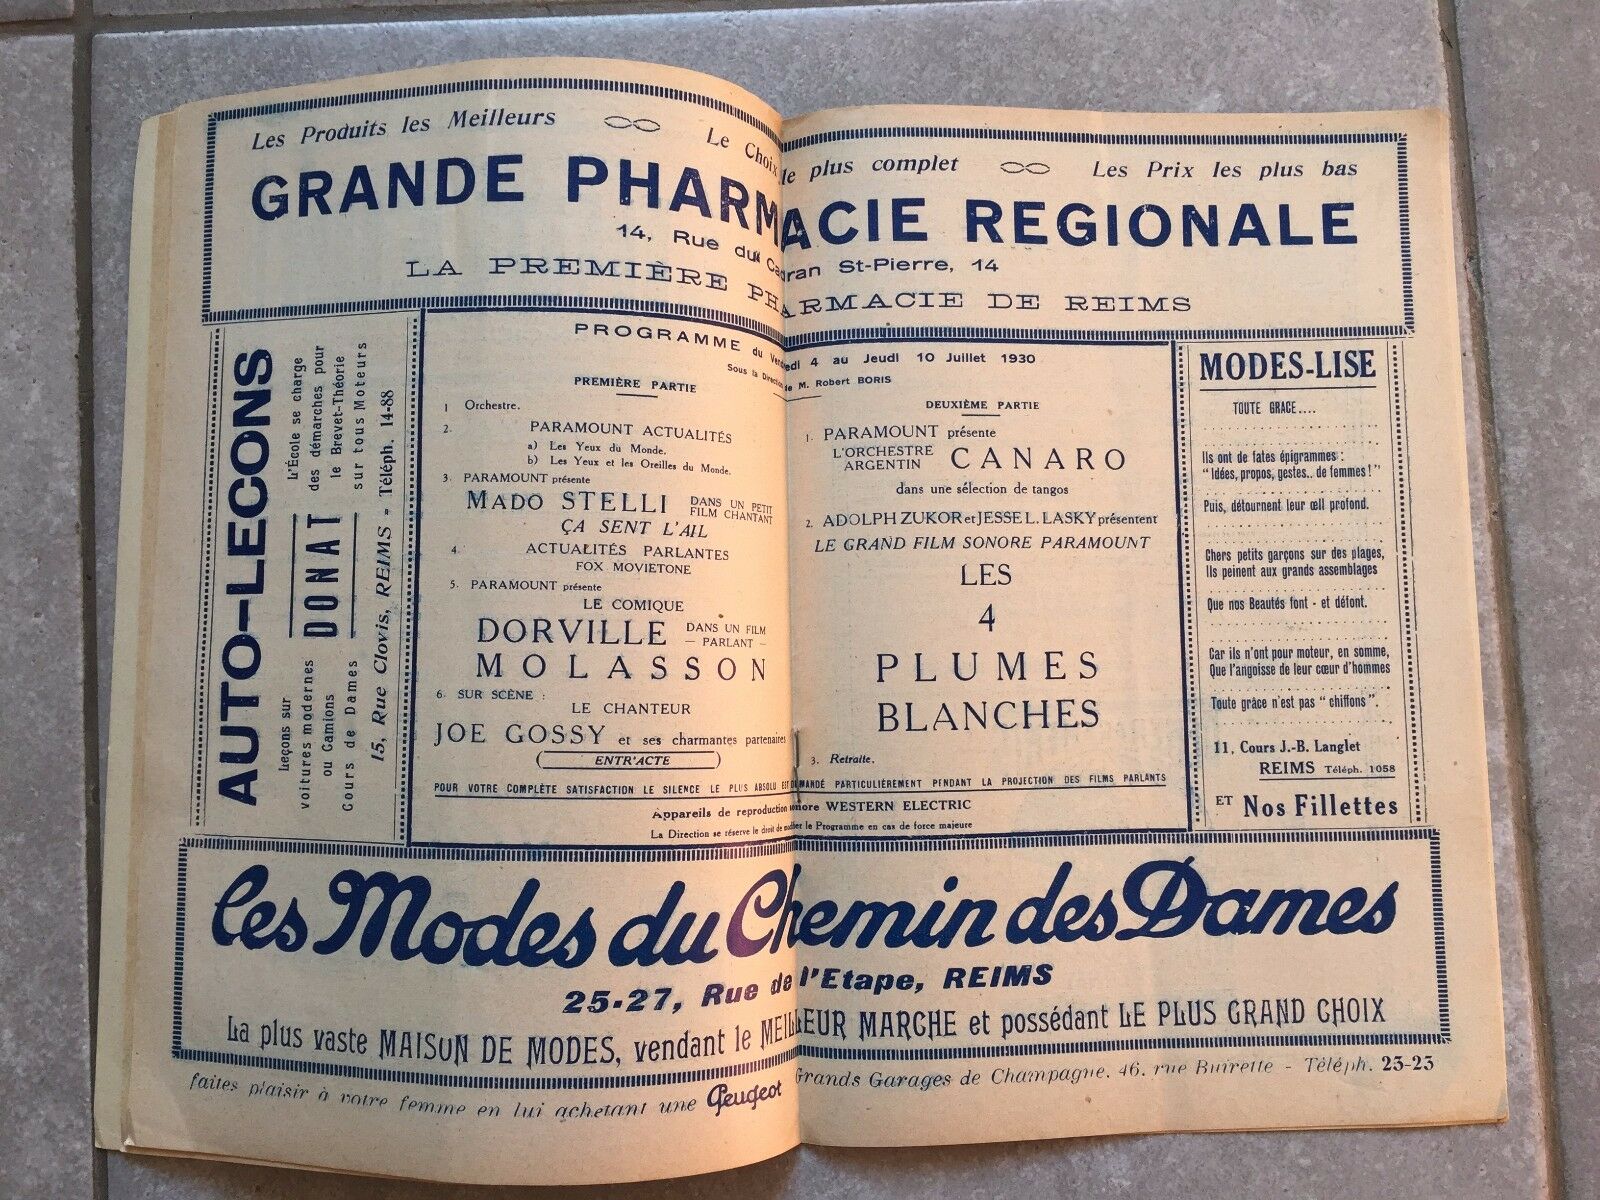 Les Produits les Meilleurs Le Choix le plus complet Les Prix les plus bas
GRANDE PHARMACIE REGIONALE
14, Rue du Cadran St-Pierre, 14
LA PREMIÈRE PHARMACIE DE REIMS
AUTO-LECONS
Leçons sur
voitures modernes
ou Camions
Cours de Dames
DONAT
L'École se charge
des démarches pour
le Brevet-Théorie
sur tous Moteurs
15, Rue Clovis, REIMS - Téléph. 14-88
PROGRAMME du Vendredi 4 au Jeudi 10 Juillet 1930
Sous la Direction de M. Robert BORIS
PREMIÈRE PARTIE
1 Orchestre.
2. PARAMOUNT ACTUALITÉS
a) Les Yeux du Monde.
b) Les Yeux et les Oreilles du Monde.
3. PARAMOUNT présente
MADO STELLI DANS UN PETIT FILM CHANTANT
ÇA SENT L'AIL
4. ACTUALITÉS PARLANTES
FOX MOVIETONE
5. PARAMOUNT présente
LE COMIQUE
DORVILLE DANS UN FILM — PARLANT —
MOLASSON
6. SUR SCÈNE :
LE CHANTEUR
JOE GOSSY et ses charmantes partenaires
ENTR'ACTE
DEUXIÈME PARTIE
1. PARAMOUNT présente
L'ORCHESTRE ARGENTIN CANARO
dans une sélection de tangos
2. ADOLPH ZUKOR et JESSE L. LASKY présentent
LE GRAND FILM SONORE PARAMOUNT
LES
4
PLUMES
BLANCHES
3. Retraite.
POUR VOTRE COMPLÈTE SATISFACTION LE SILENCE LE PLUS ABSOLU EST DEMANDÉ PARTICULIÈREMENT PENDANT LA PROJECTION DES FILMS PARLANTS
Appareils de reproduction sonore WESTERN ELECTRIC
La Direction se réserve le droit de modifier le Programme en cas de force majeure
MODES-LISE
TOUTE GRACE....
Ils ont de fates épigrammes :
"Idées, propos, gestes.. de femmes !"
Puis, détournent leur œll profond.
Chers petits garçons sur des plages,
Ils peinent aux grands assemblages
Que nos Beautés font - et défont.
Car ils n'ont pour moteur, en somme,
Que l'angoisse de leur cœur d'hommes
Toute grâce n'est pas "chiffons".
11, Cours J.-B. Langlet
REIMS Téléph. 1058
ET Nos Fillettes
les Modes du Chemin des Dames
25-27, Rue de l'Etape, REIMS
La plus vaste MAISON DE MODES, vendant le MEILLEUR MARCHE et possédant LE PLUS GRAND CHOIX
faites plaisir à votre femme en lui achetant une Peugeot Grands Garages de Champagne. 46. rue Buirette - Téléph. 23-23